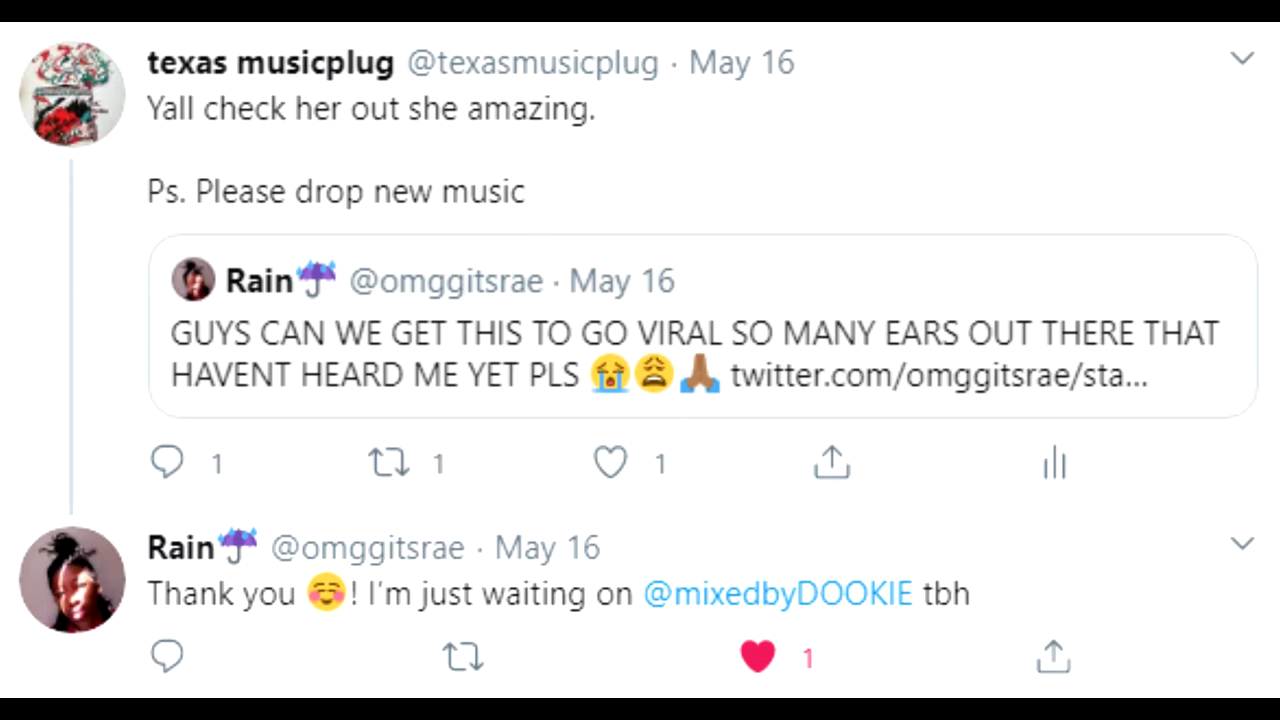 texas musicplug @texasmusicplug · May 16
Yall check her out she amazing.
Ps. Please drop new music
Rain☔ @omggitsrae · May 16
GUYS CAN WE GET THIS TO GO VIRAL SO MANY EARS OUT THERE THAT
HAVENT HEARD ME YET PLS 😭😩🙏🏾 twitter.com/omggitsrae/sta...
1 1 1
Rain☔ @omggitsrae · May 16
Thank you ☺️! I'm just waiting on @mixedbyDOOKIE tbh
1